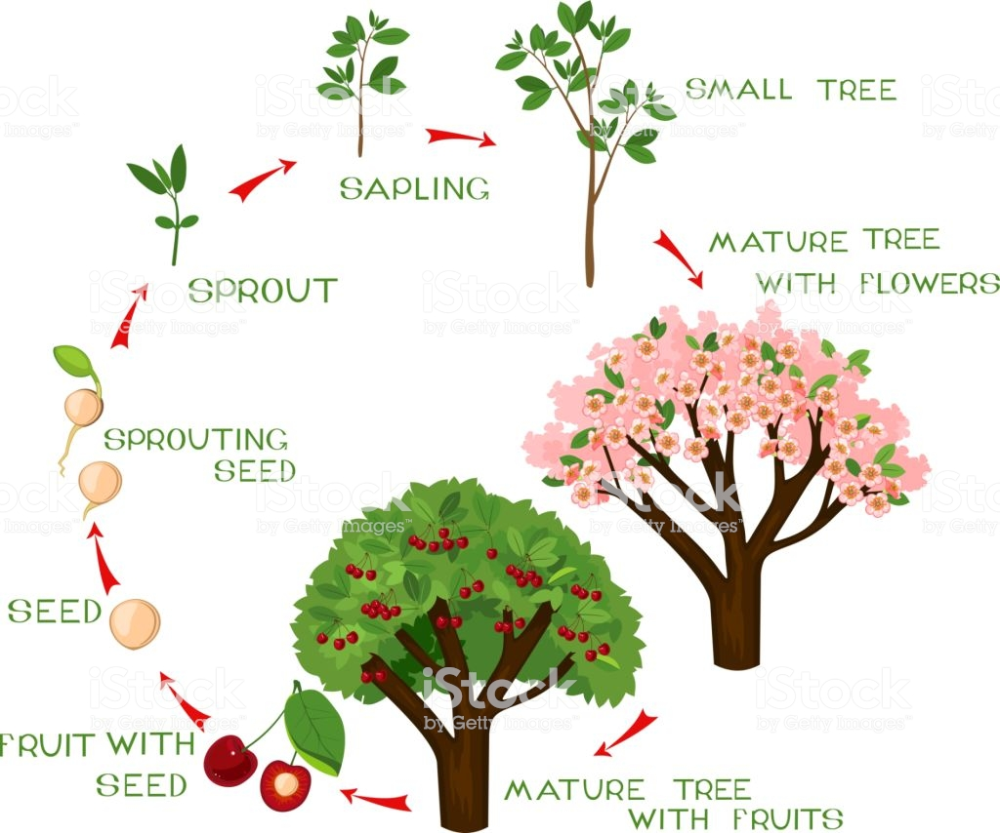 SMALL TREE
SAPLING
MATURE TREE
WITH FLOWERS
SPROUT
SPROUTING
SEED
SEED
FRUIT WITH
SEED
MATURE TREE
WITH FRUITS
iStock
by Getty Images™